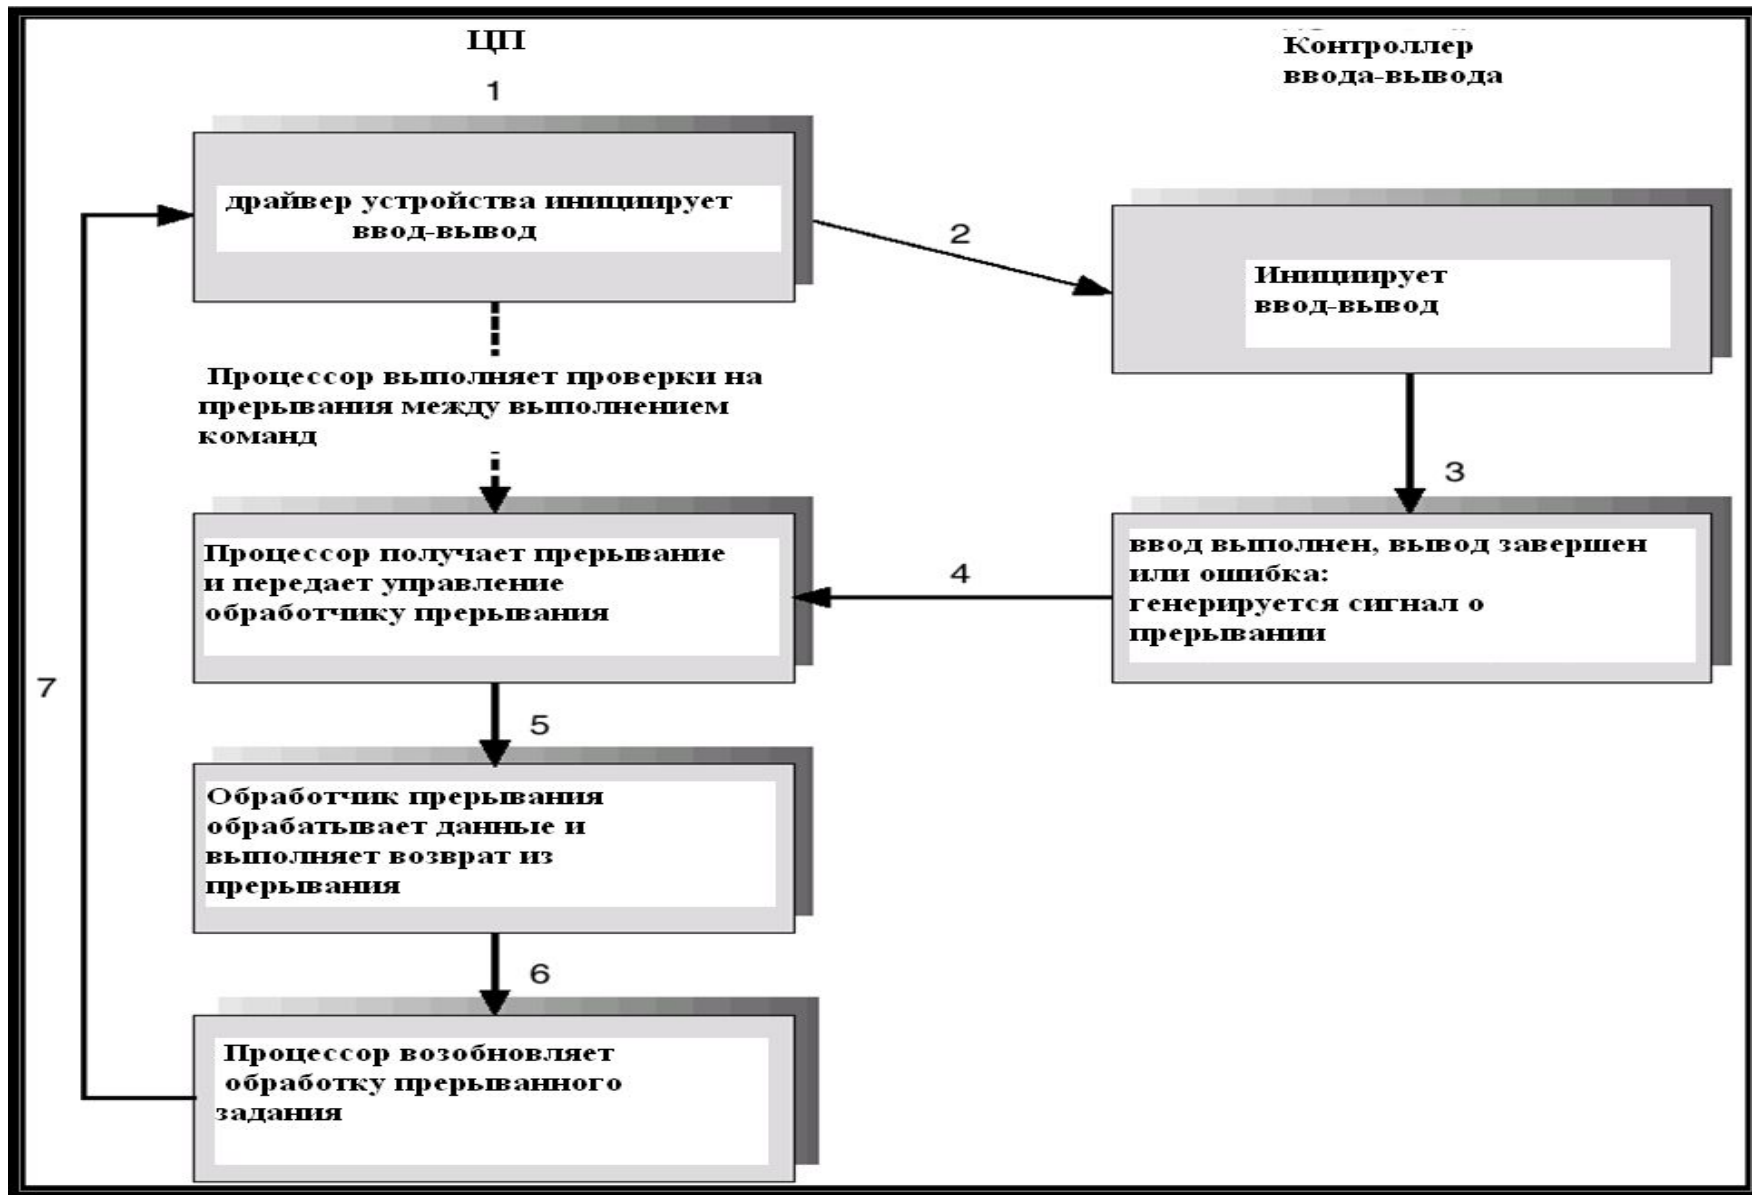 ЦП
Контроллер
ввода-вывода
1
драйвер устройства инициирует
ввод-вывод
2
Инициирует
ввод-вывод
Процессор выполняет проверки на
прерывания между выполнением
команд
3
Процессор получает прерывание
и передает управление
обработчику прерывания
4
ввод выполнен, вывод завершен
или ошибка:
генерируется сигнал о
прерывании
7
5
Обработчик прерывания
обрабатывает данные и
выполняет возврат из
прерывания
6
Процессор возобновляет
обработку прерыванного
задания